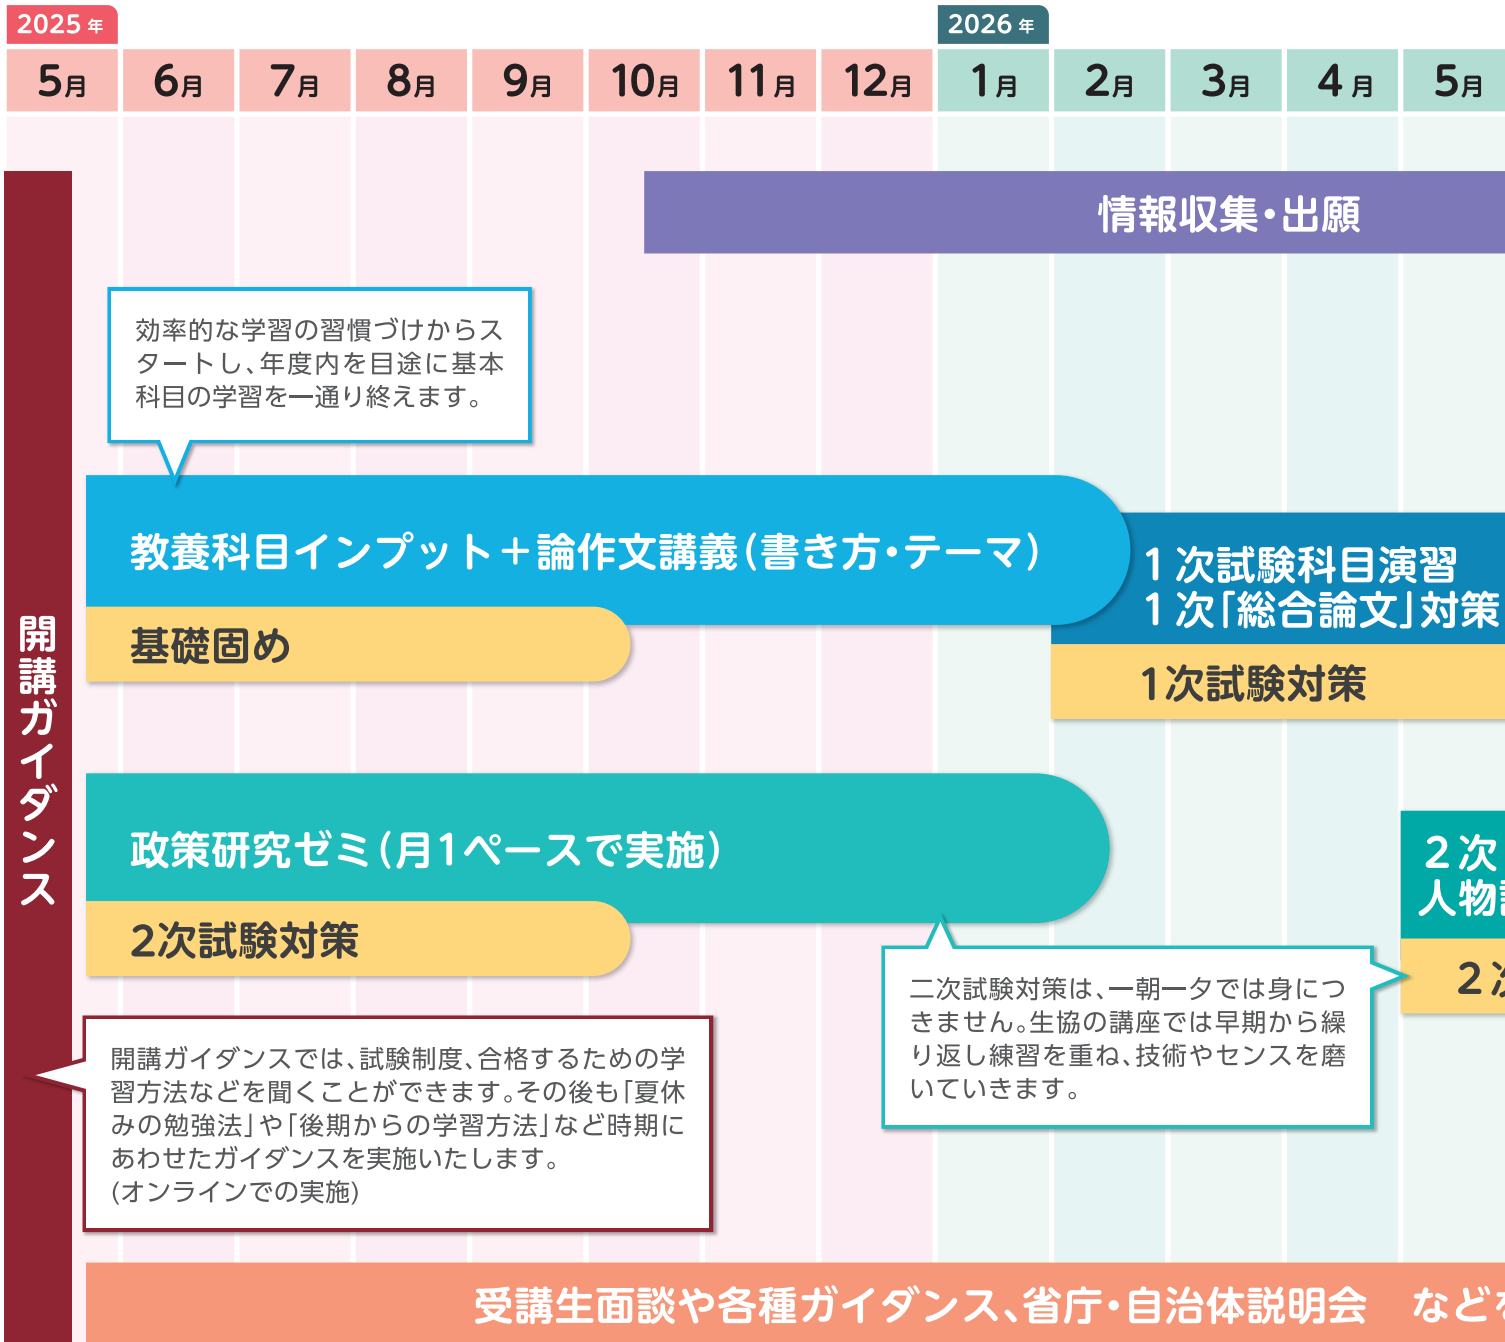 2025 年
2026 年
5月 6月 7月 8月 9月 10月 11月 12月 1月 2月 3月 4月 5月
開講ガイダンス
情報収集・出願
効率的な学習の習慣づけからス
タートし、年度内を目途に基本
科目の学習を一通り終えます。
教養科目インプット＋論作文講義（書き方・テーマ）
基礎固め
1次試験科目演習
1次「総合論文」対策
1次試験対策
政策研究ゼミ（月1ペースで実施）
2次試験対策
2次
人物
2次
二次試験対策は、一朝一夕では身につ
きません。生協の講座では早期から繰
り返し練習を重ね、技術やセンスを磨
いていきます。
開講ガイダンスでは、試験制度、合格するための学
習方法などを聞くことができます。その後も「夏休
みの勉強法」や「後期からの学習方法」など時期に
あわせたガイダンスを実施いたします。
(オンラインでの実施)
受講生面談や各種ガイダンス、省庁・自治体説明会　など